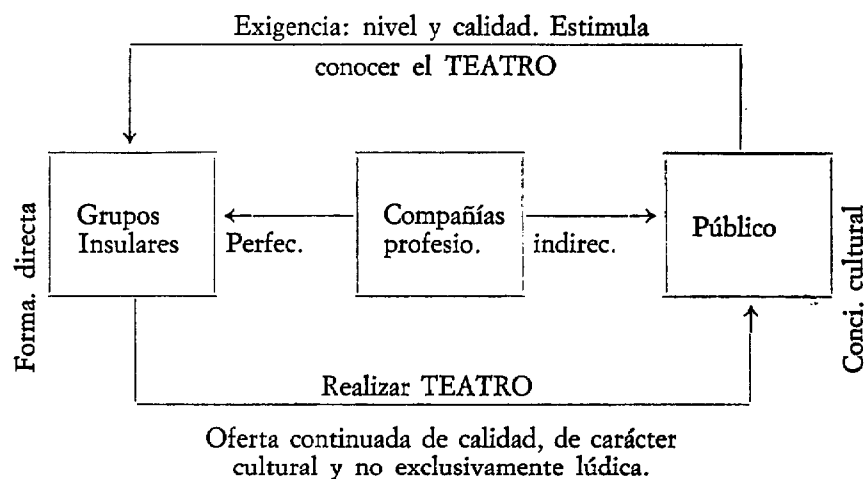 Exigencia: nivel y calidad. Estimula
conocer el TEATRO
Forma. directa
Grupos
Insulares
Perfec.
Compañías
profesio.
indirec.
Público
Conci. cultural
Realizar TEATRO
Oferta continuada de calidad, de carácter
cultural y no exclusivamente lúdica.